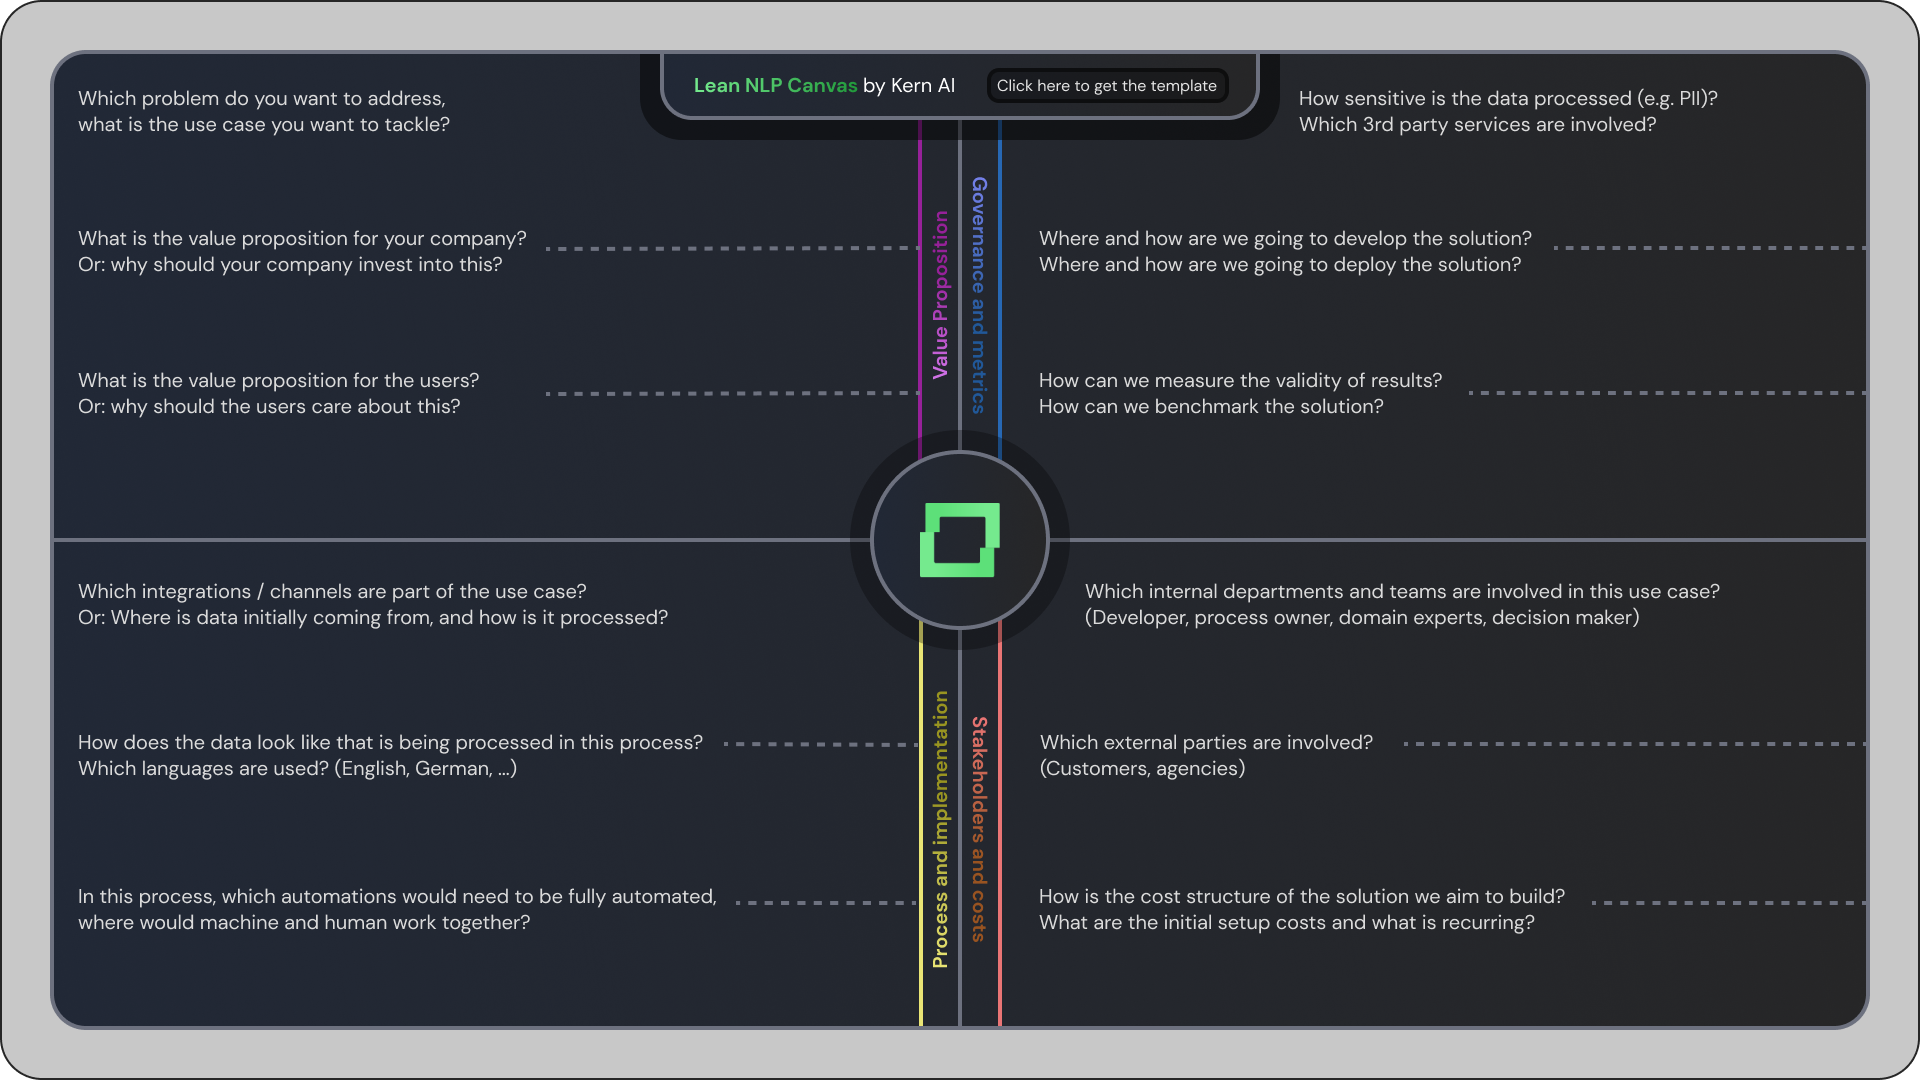 Lean NLP Canvas by Kern AI
Click here to get the template
Which problem do you want to address,
what is the use case you want to tackle?
What is the value proposition for your company?
Or: why should your company invest into this?
What is the value proposition for the users?
Or: why should the users care about this?
Value Proposition
Governance and metrics
How sensitive is the data processed (e.g. PII)?
Which 3rd party services are involved?
Where and how are we going to develop the solution?
Where and how are we going to deploy the solution?
How can we measure the validity of results?
How can we benchmark the solution?
Which integrations / channels are part of the use case?
Or: Where is data initially coming from, and how is it processed?
How does the data look like that is being processed in this process?
Which languages are used? (English, German, ...)
In this process, which automations would need to be fully automated,
where would machine and human work together?
Process and implementation
Stakeholders and costs
Which internal departments and teams are involved in this use case?
(Developer, process owner, domain experts, decision maker)
Which external parties are involved?
(Customers, agencies)
How is the cost structure of the solution we aim to build?
What are the initial setup costs and what is recurring?